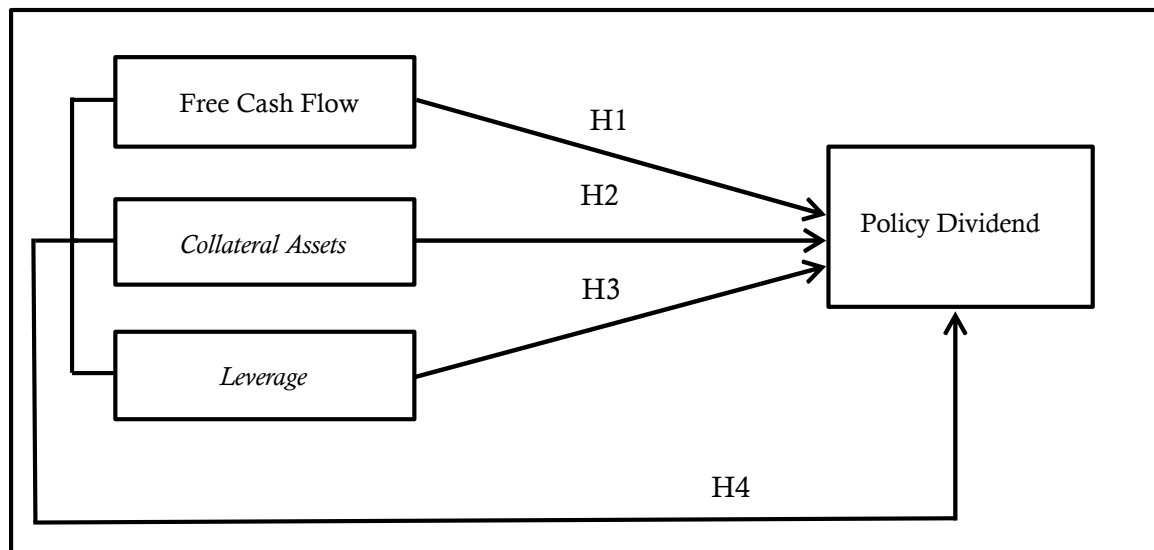 Free Cash Flow
H1
H2
Collateral Assets
Policy Dividend
H3
Leverage
H4